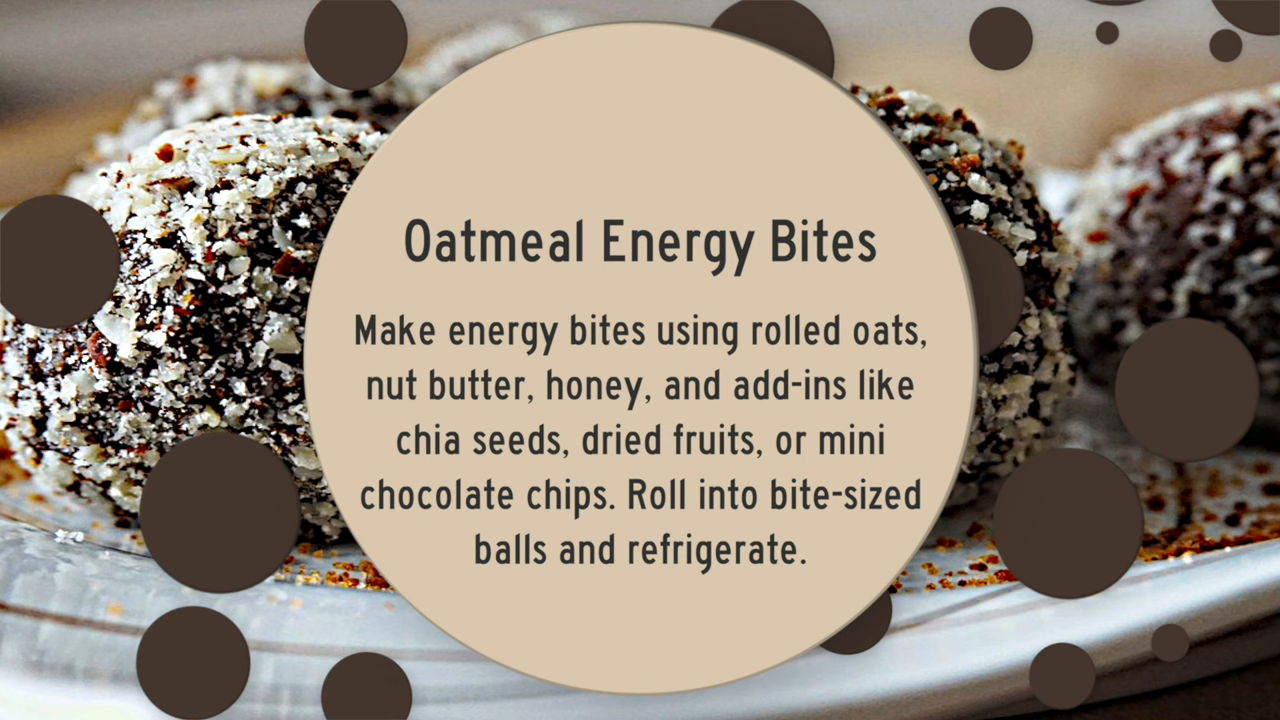 Oatmeal Energy Bites
Make energy bites using rolled oats,
nut butter, honey, and add-ins like
chia seeds, dried fruits, or mini
chocolate chips. Roll into bite-sized
balls and refrigerate.